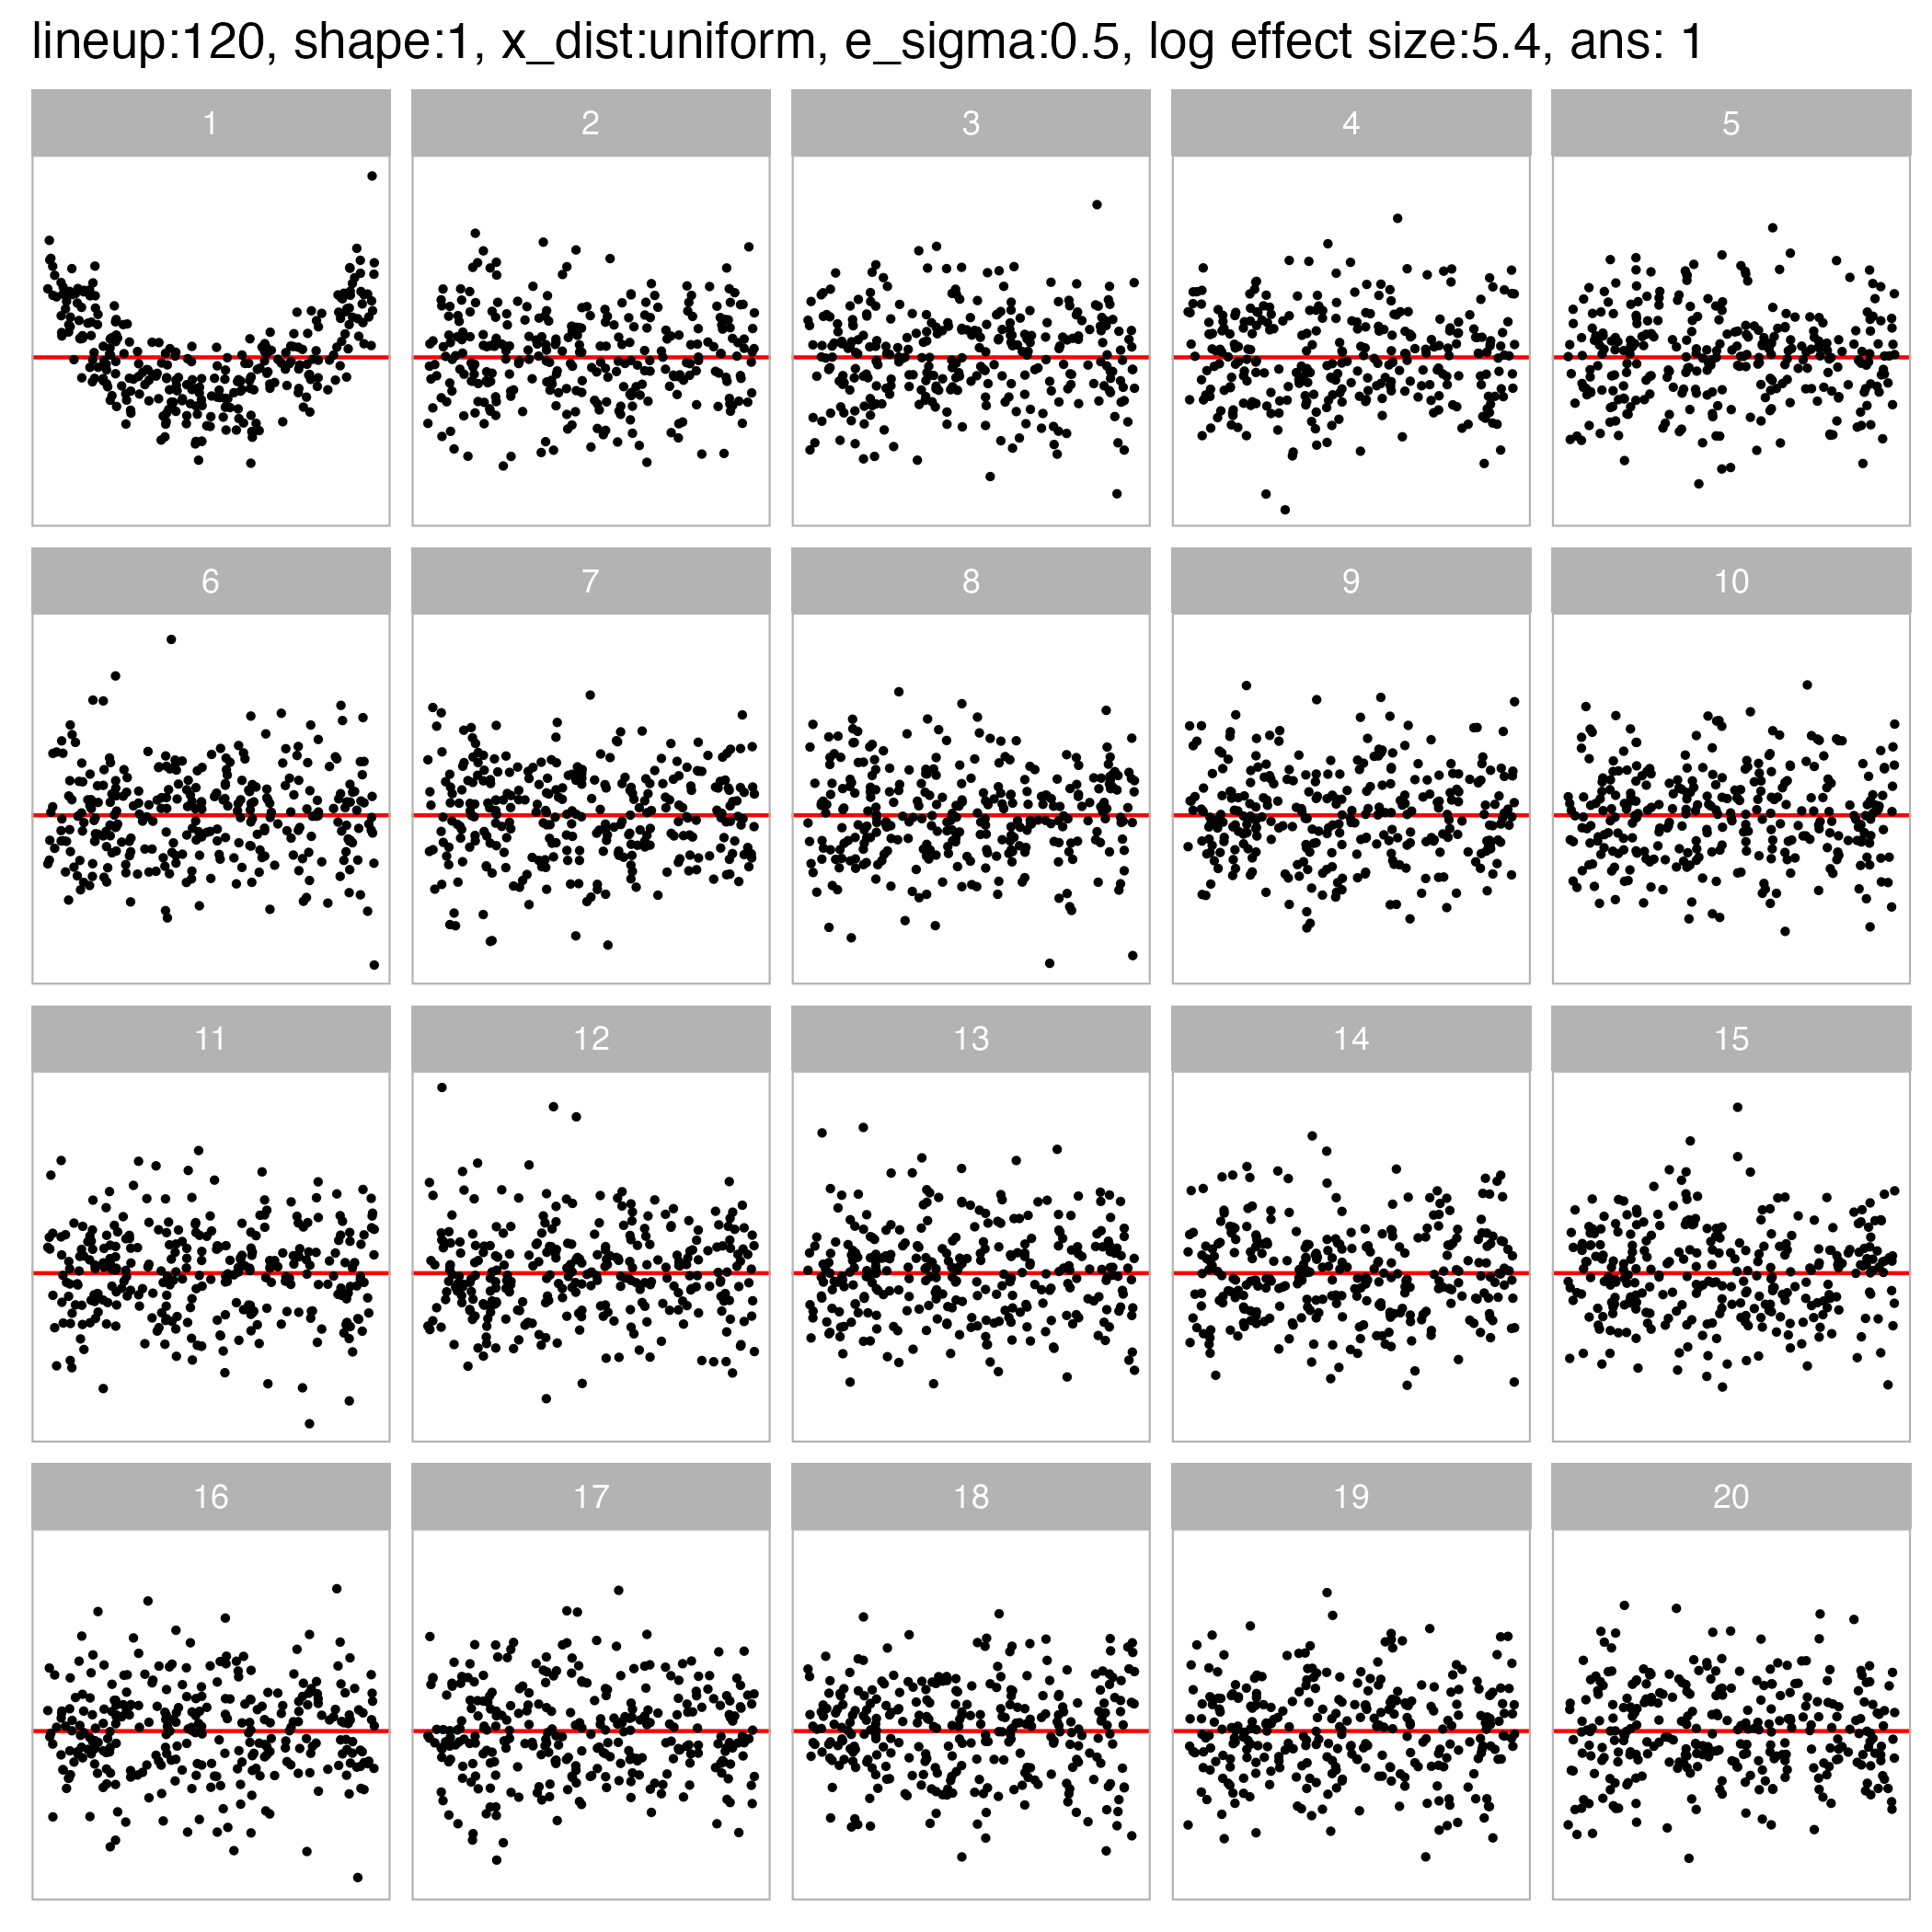 lineup:120, shape:1, x_dist:uniform, e_sigma:0.5, log effect size:5.4, ans: 1
1 2 3 4 5
6 7 8 9 10
11 12 13 14 15
16 17 18 19 20